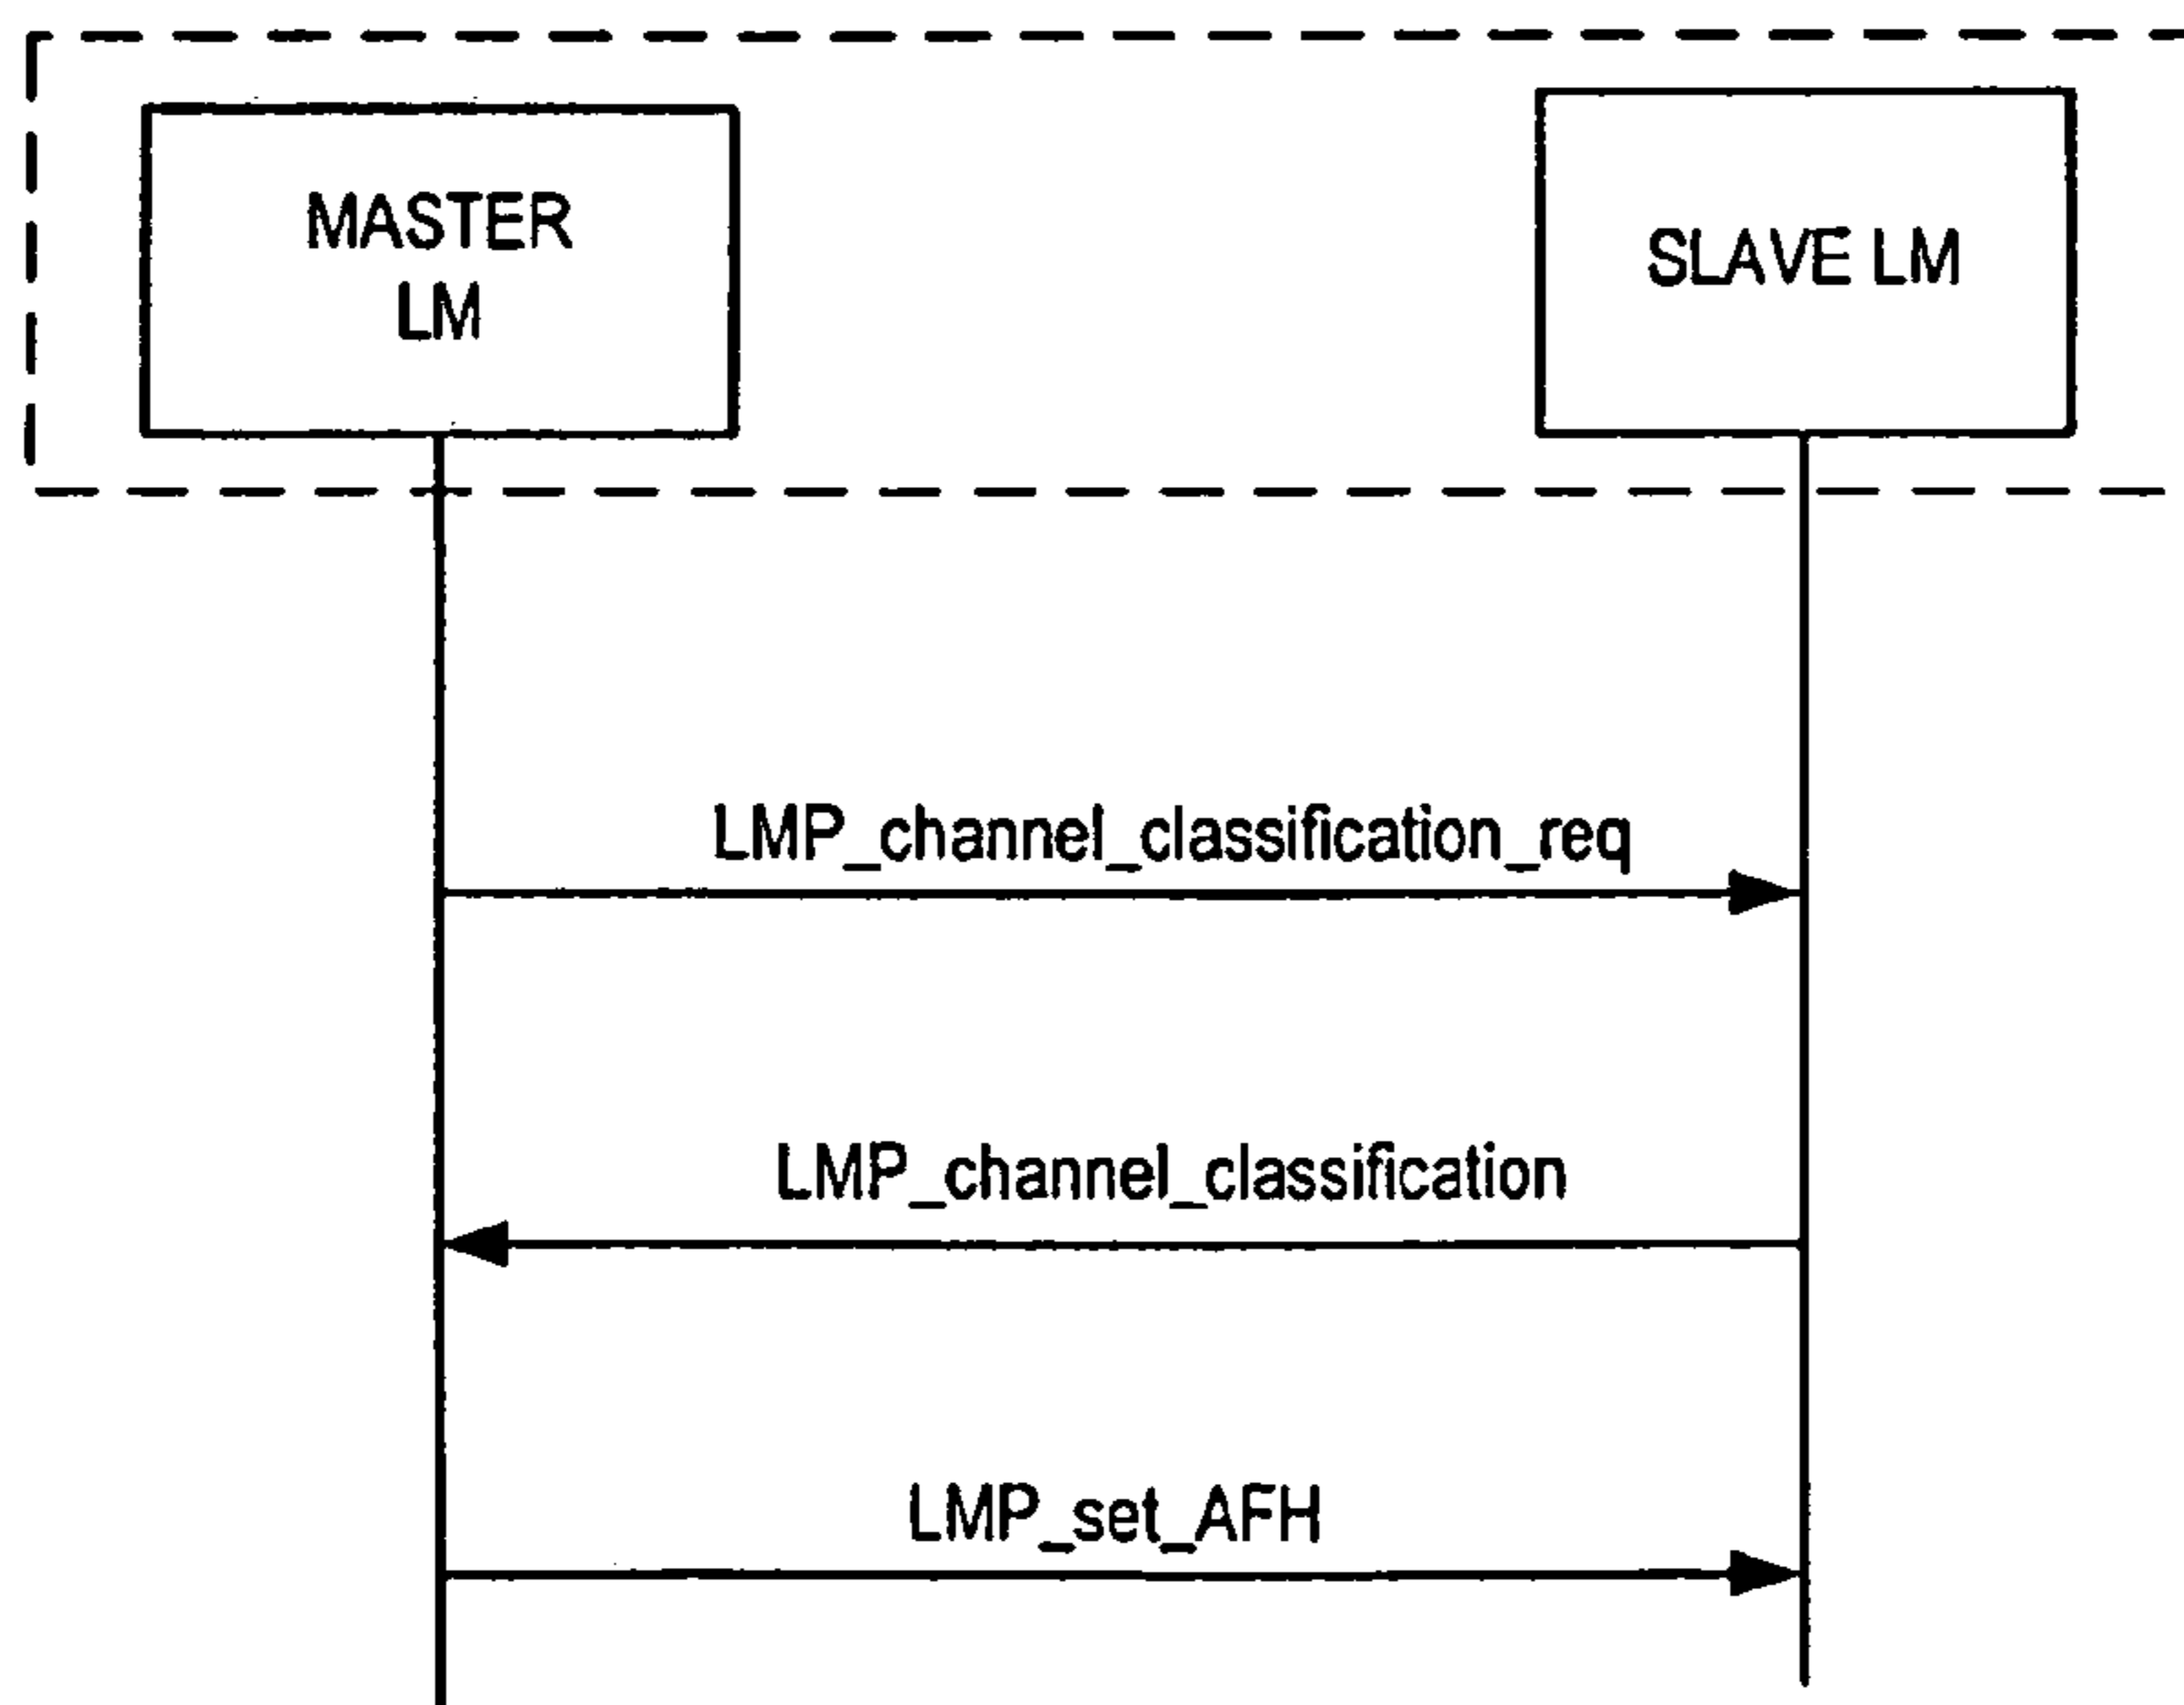 MASTER
LM
SLAVE LM
LMP_channel_classification_req
LMP_channel_classification
LMP_set_AFH